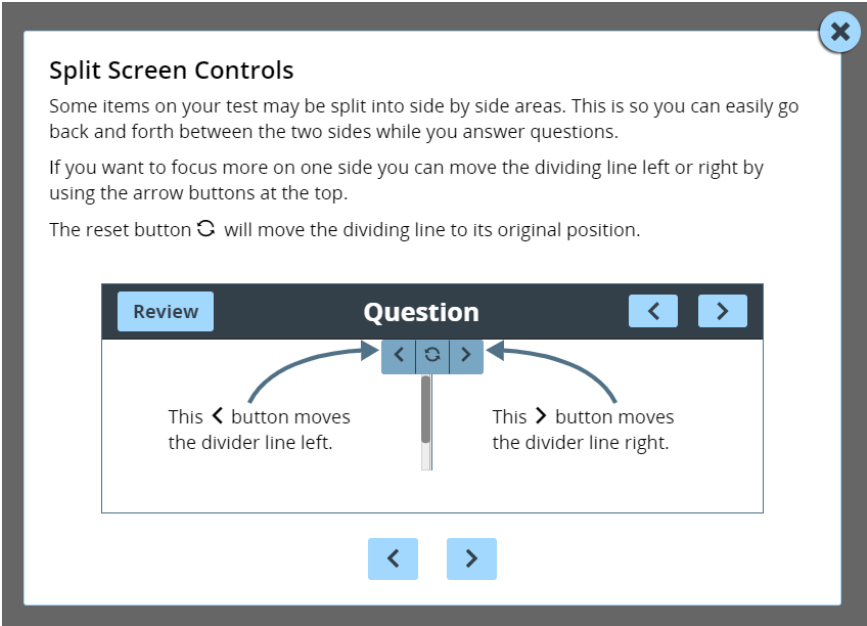 Split Screen Controls
Some items on your test may be split into side by side areas. This is so you can easily go
back and forth between the two sides while you answer questions.
If you want to focus more on one side you can move the dividing line left or right by
using the arrow buttons at the top.
The reset button will move the dividing line to its original position.
Review
Question
This < button moves
the divider line left.
This > button moves
the divider line right.